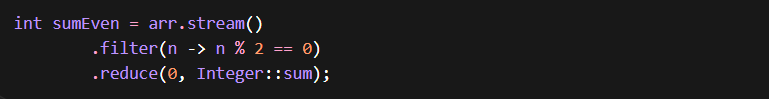 int sumEven = arr.stream()
        .filter(n -> n % 2 == 0)
        .reduce(0, Integer::sum);